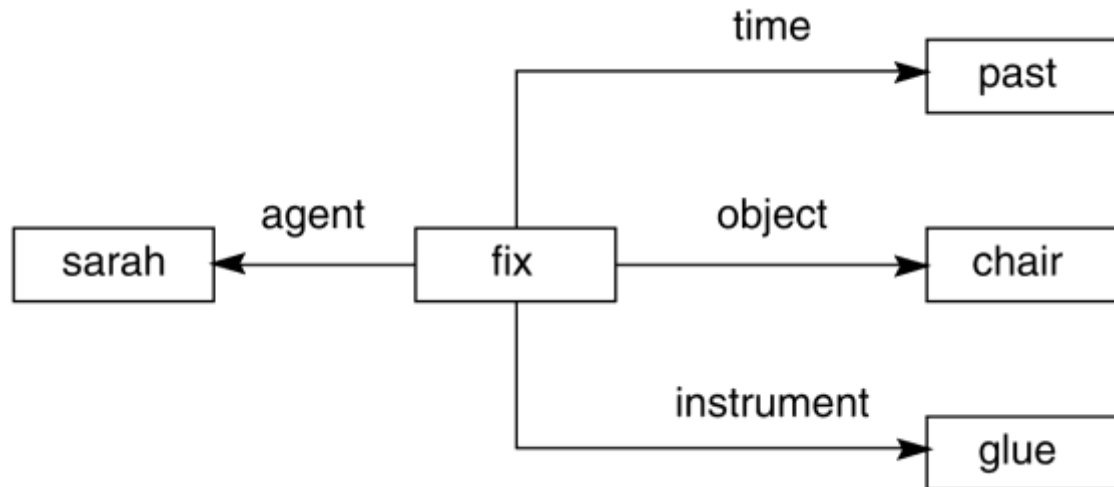 time
past
agent
object
sarah
fix
chair
instrument
glue